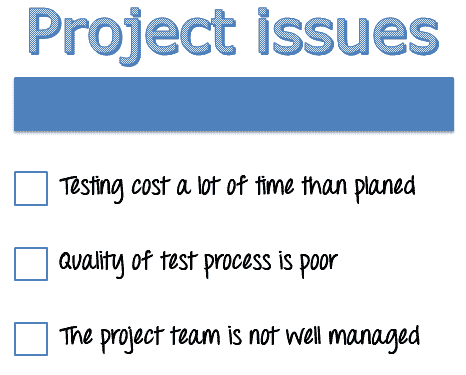 Project issues
Testing cost a lot of time than planed
Quality of test process is poor
The project team is not well managed